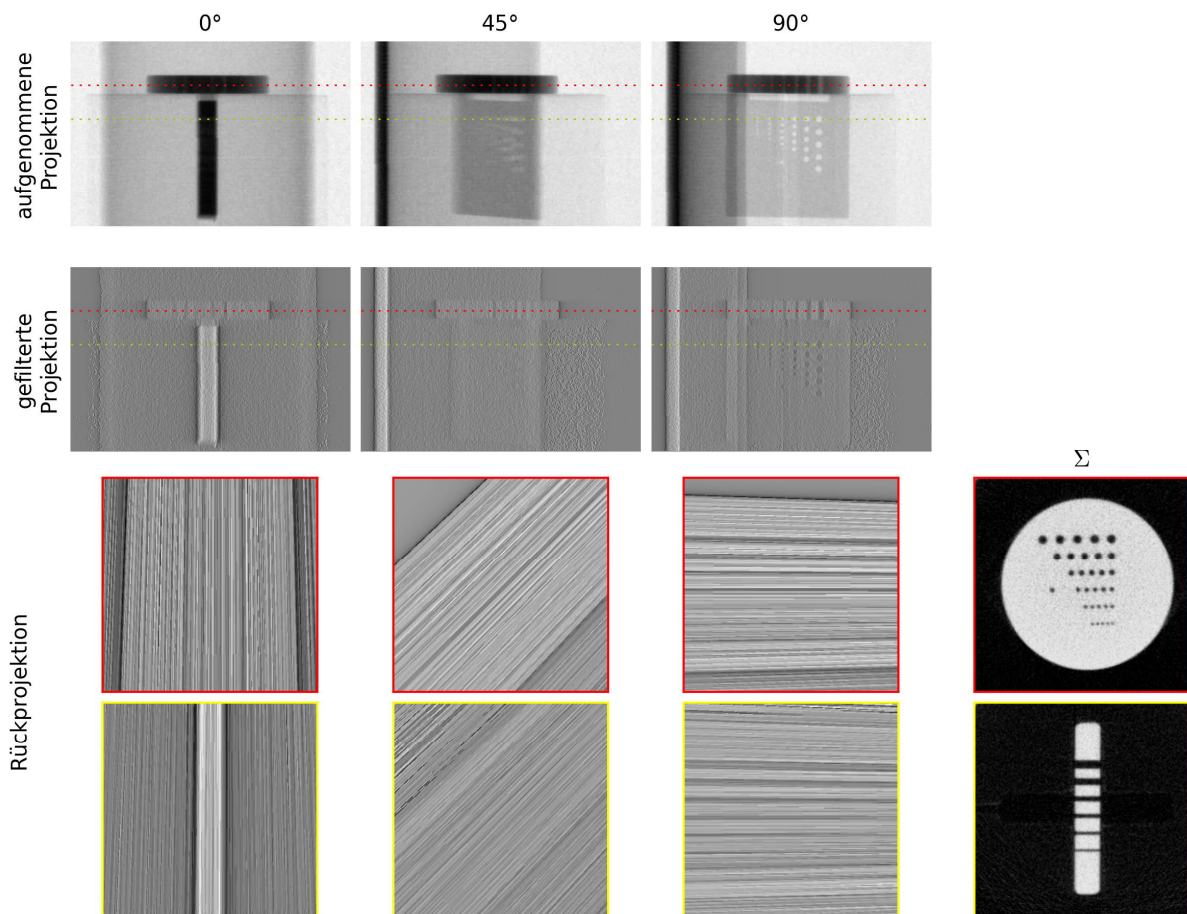 0°
45°
90°
aufgenommene
Projektion
gefilterte
Projektion
Σ
Rückprojektion